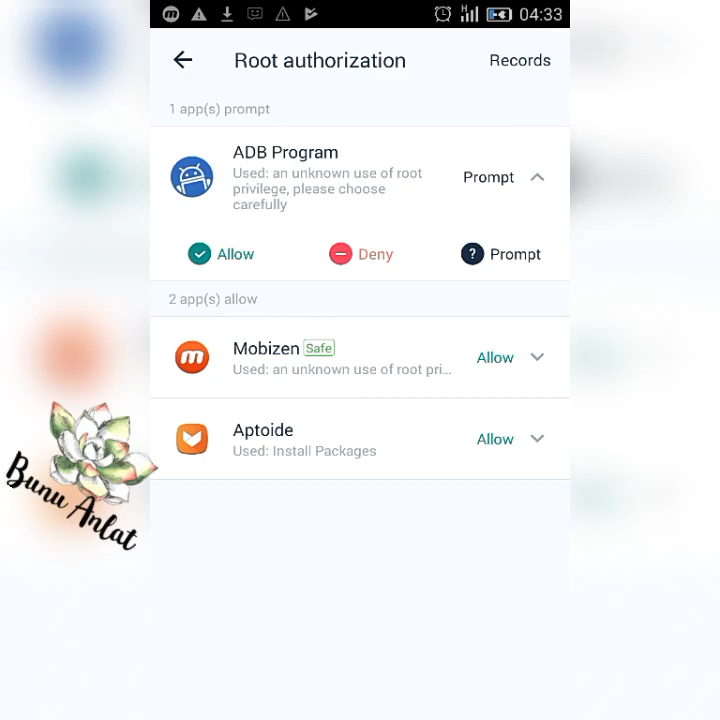 H 04:33
Root authorization Records
1 app(s) prompt
ADB Program
Used: an unknown use of root
privilege, please choose
carefully
Prompt
Allow Deny ? Prompt
2 app(s) allow
m Mobizen Safe
Used: an unknown use of root pri...
Allow
Aptoide
Used: Install Packages
Allow
Bunu Anlat